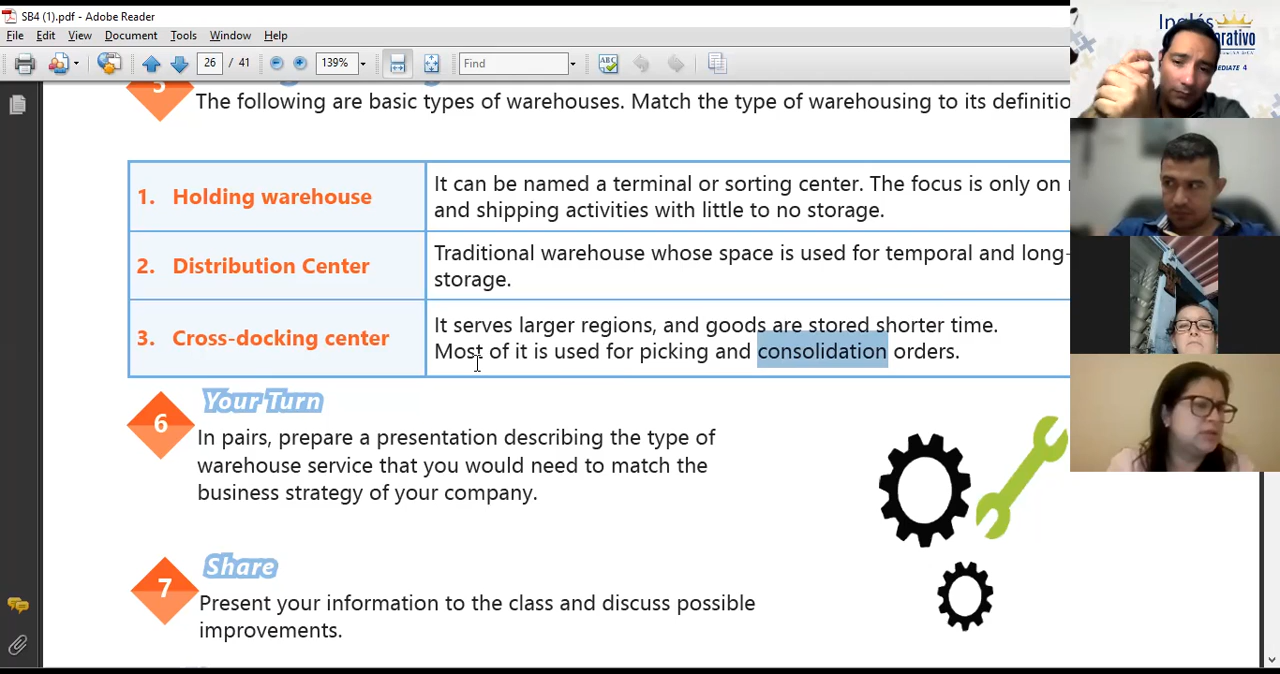 SB4 (1).pdf - Adobe Reader
File Edit View Document Tools Window Help
26 / 41 139% Find
5
The following are basic types of warehouses. Match the type of warehousing to its definitio
1. Holding warehouse
It can be named a terminal or sorting center. The focus is only on
and shipping activities with little to no storage.
2. Distribution Center
Traditional warehouse whose space is used for temporal and long-
storage.
3. Cross-docking center
It serves larger regions, and goods are stored shorter time.
Most of it is used for picking and consolidation orders.
6 Your Turn
In pairs, prepare a presentation describing the type of
warehouse service that you would need to match the
business strategy of your company.
7 Share
Present your information to the class and discuss possible
improvements.
Inglés
rativo
MEDIATE 4